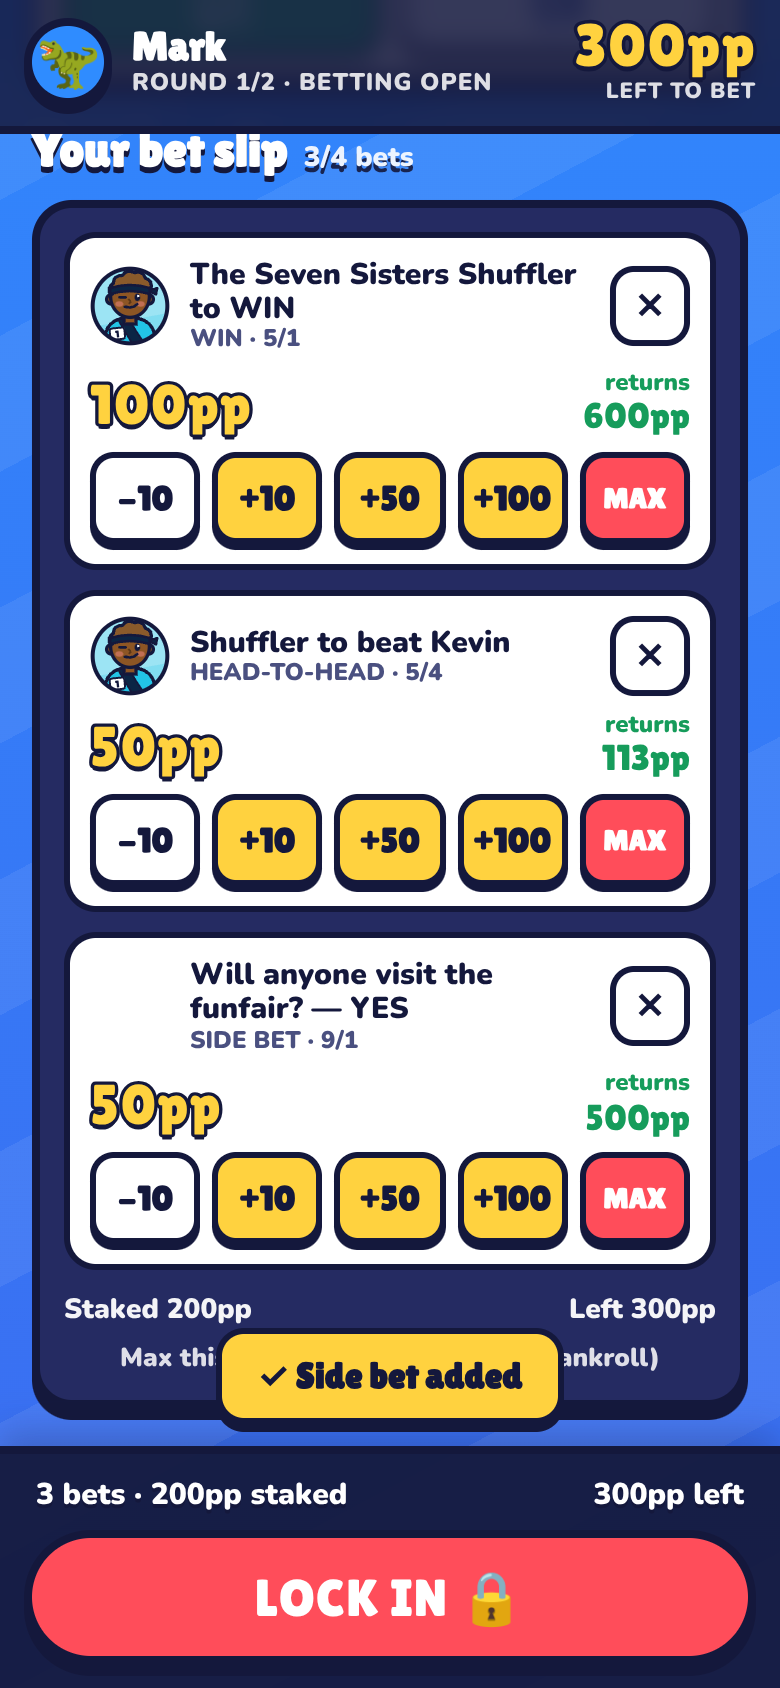 Mark
ROUND 1/2 · BETTING OPEN
300pp
LEFT TO BET
Your bet slip 3/4 bets
The Seven Sisters Shuffler
to WIN
WIN · 5/1
×
100pp
returns
600pp
-10 +10 +50 +100 MAX
Shuffler to beat Kevin
HEAD-TO-HEAD · 5/4
×
50pp
returns
113pp
-10 +10 +50 +100 MAX
Will anyone visit the
funfair? — YES
SIDE BET · 9/1
×
50pp
returns
500pp
-10 +10 +50 +100 MAX
Staked 200pp Left 300pp
Max
✓ Side bet added
3 bets · 200pp staked 300pp left
LOCK IN 🔒